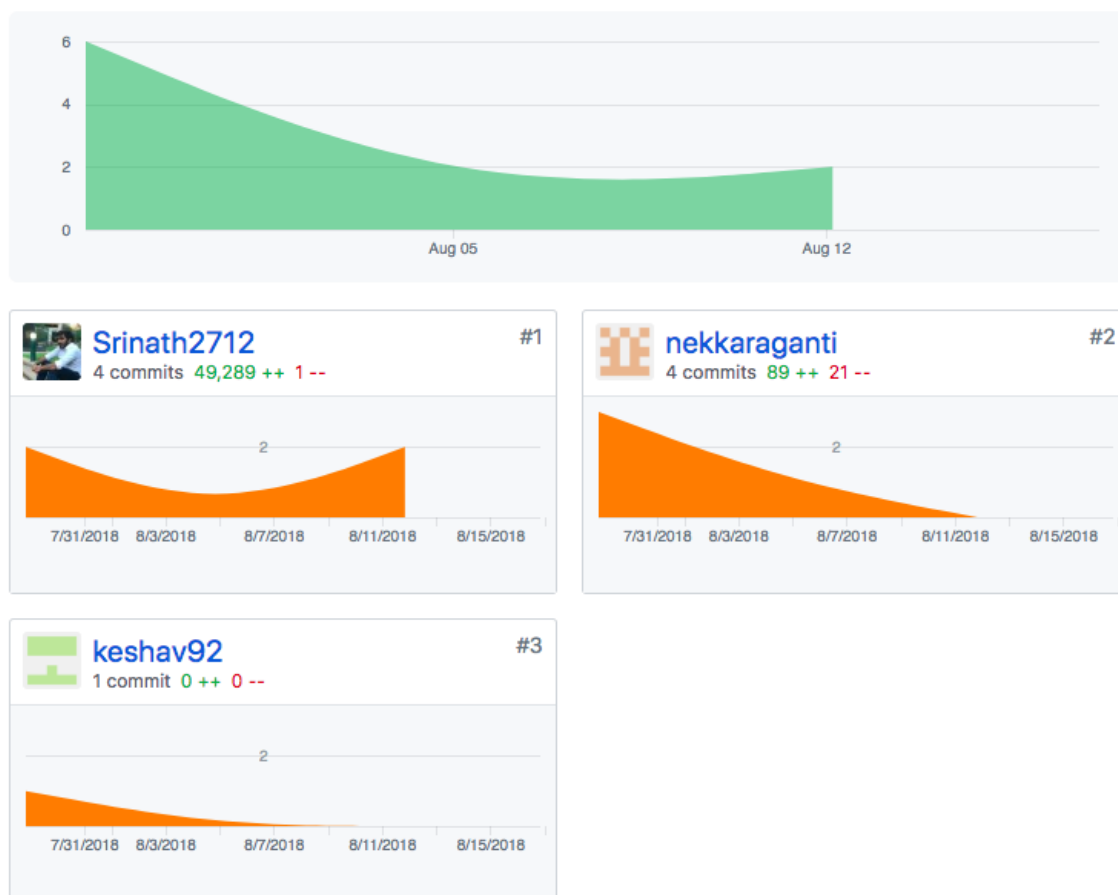 6
4
2
0
Aug 05 Aug 12
Srinath2712 #1
4 commits 49,289 ++ 1 --
2
7/31/2018 8/3/2018 8/7/2018 8/11/2018 8/15/2018
nekkaraganti #2
4 commits 89 ++ 21 --
2
7/31/2018 8/3/2018 8/7/2018 8/11/2018 8/15/2018
keshav92 #3
1 commit 0 ++ 0 --
2
7/31/2018 8/3/2018 8/7/2018 8/11/2018 8/15/2018